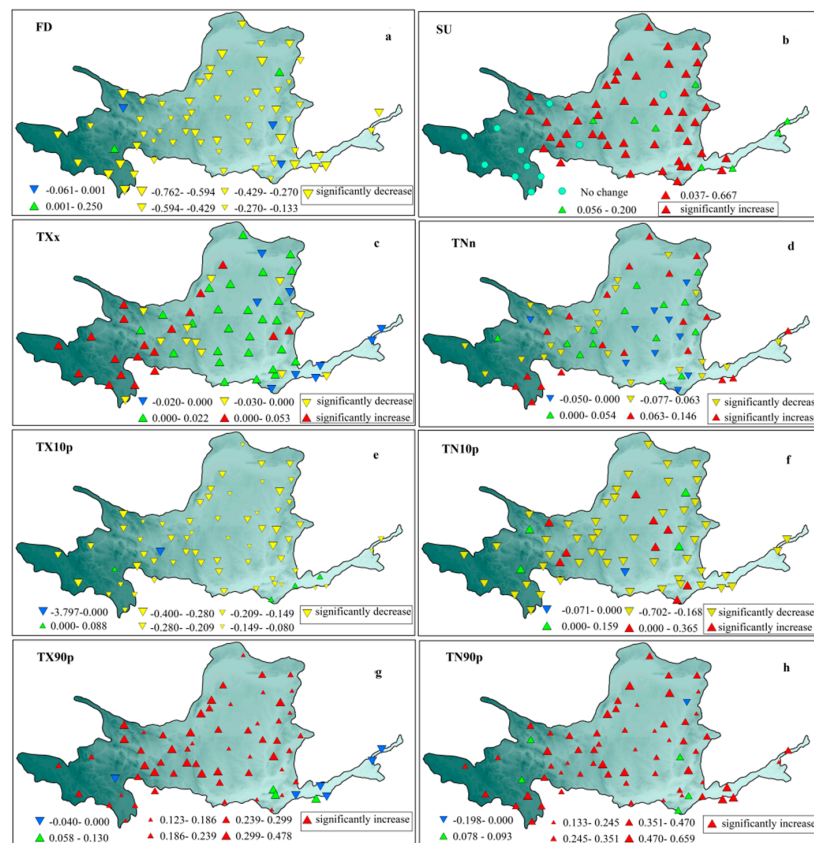 FD
a
-0.061- 0.001
-0.762- -0.594
-0.429- -0.270
significantly decrease
0.001- 0.250
-0.594- -0.429
-0.270- -0.133
SU
b
No change
0.037- 0.667
0.056 - 0.200
significantly increase
TXx
c
-0.020 - 0.000
-0.030 - 0.000
significantly decrease
0.000- 0.022
0.000- 0.053
significantly increase
TNn
d
-0.050 - 0.000
-0.077- 0.063
significantly decrease
0.000 - 0.054
0.063- 0.146
significantly increase
TX10p
e
-3.797-0.000
-0.400- -0.280
-0.209- -0.149
significantly decrease
0.000- 0.088
-0.280- -0.209
-0.149- -0.080
TN10p
f
-0.071 - 0.000
-0.702- -0.168
significantly decrease
0.000- 0.159
0.000 - 0.365
significantly increase
TX90p
g
-0.040- 0.000
0.123- 0.186
0.239- 0.299
significantly increase
0.058 - 0.130
0.186- 0.239
0.299- 0.478
TN90p
h
-0.198 -0.000
0.133- 0.245
0.351- 0.470
significantly increase
0.078 - 0.093
0.245- 0.351
0.470 - 0.659